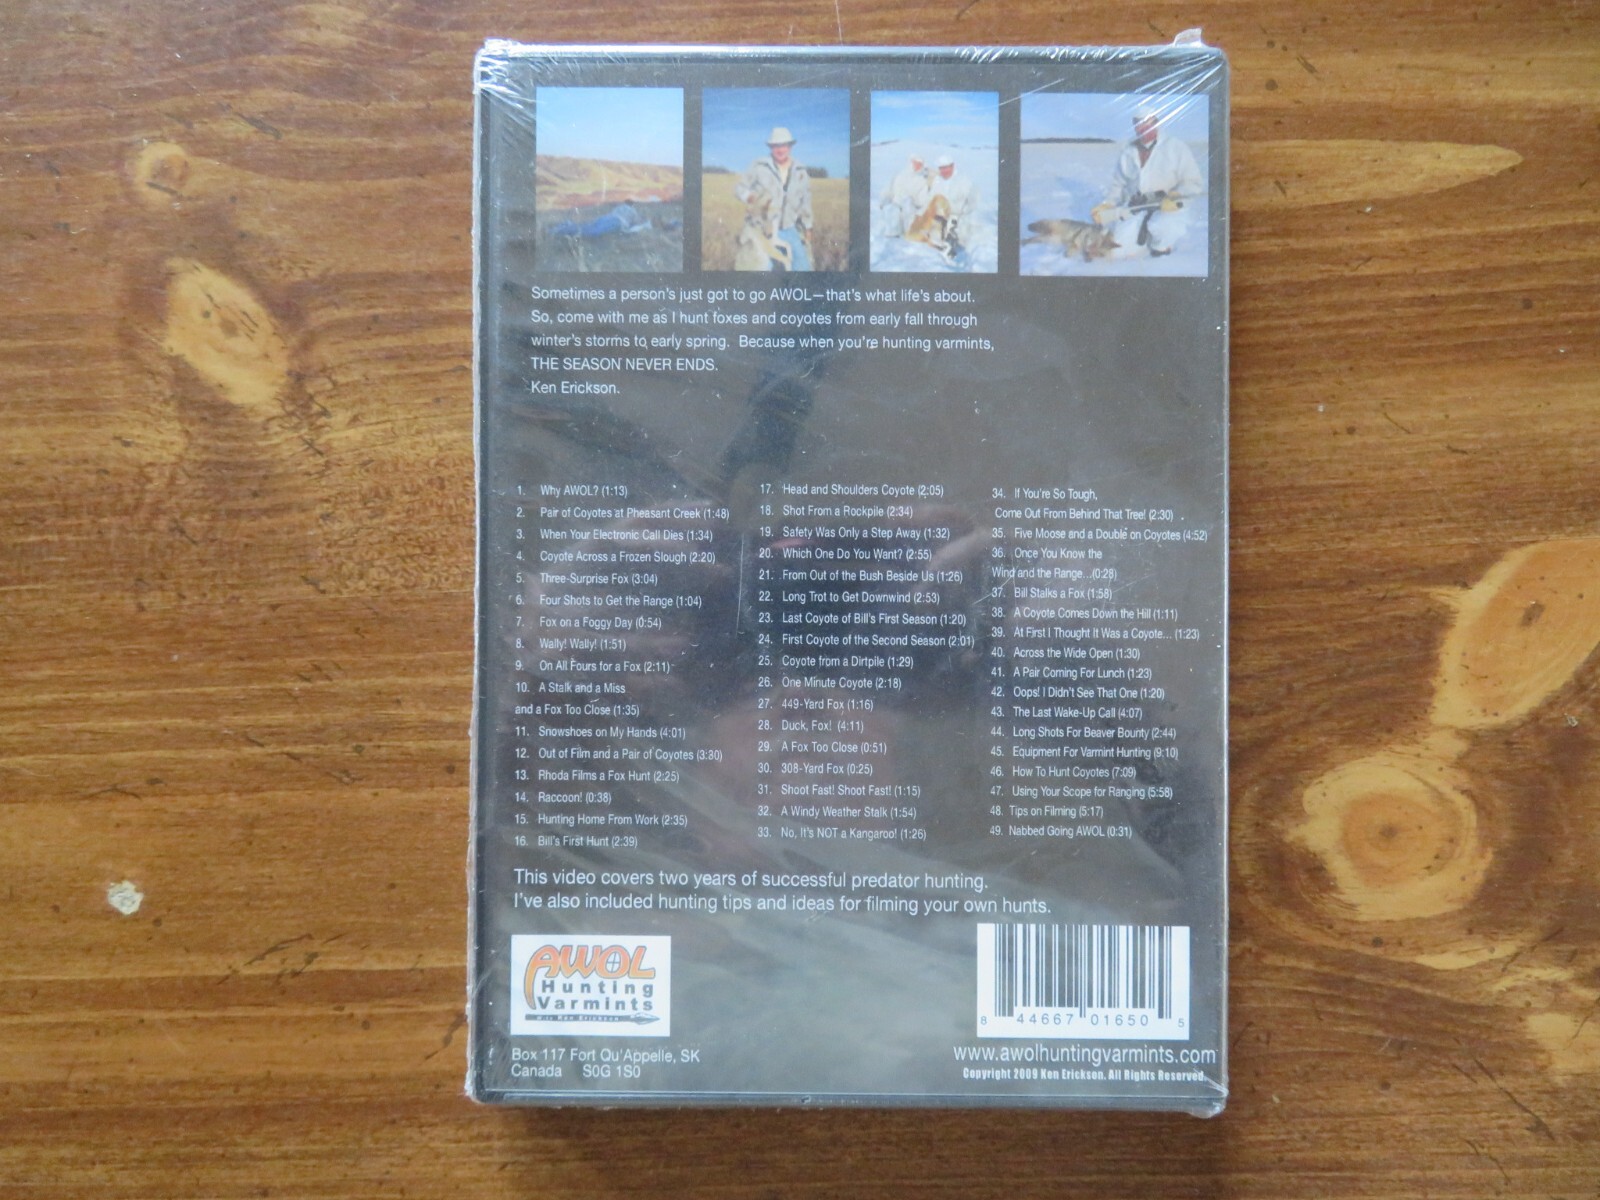 Sometimes a person's just got to go AWOL—that's what life's about.
So, come with me as I hunt foxes and coyotes from early fall through
winter's storms to early spring.  Because when you're hunting varmints,
THE SEASON NEVER ENDS.
Ken Erickson.
1. Why AWOL? (1:13)
2. Pair of Coyotes at Pheasant Creek (1:48)
3. When Your Electronic Call Dies (1:34)
4. Coyote Across a Frozen Slough (2:20)
5. Three-Surprise Fox (3:04)
6. Four Shots to Get the Range (1:04)
7. Fox on a Foggy Day (0:54)
8. Wally! Wally! (1:51)
9. On All Fours for a Fox (2:11)
10. A Stalk and a Miss
and a Fox Too Close (1:35)
11. Snowshoes on My Hands (4:01)
12. Out of Film and a Pair of Coyotes (3:30)
13. Rhoda Films a Fox Hunt (2:25)
14. Raccoon! (0:38)
15. Hunting Home From Work (2:35)
16. Bill's First Hunt (2:39)
17. Head and Shoulders Coyote (2:05)
18. Shot From a Rockpile (2:34)
19. Safety Was Only a Step Away (1:32)
20. Which One Do You Want? (2:55)
21. From Out of the Bush Beside Us (1:26)
22. Long Trot to Get Downwind (2:53)
23. Last Coyote of Bill's First Season (1:20)
24. First Coyote of the Second Season (2:01)
25. Coyote from a Dirtpile (1:29)
26. One Minute Coyote (2:18)
27. 449-Yard Fox (1:16)
28. Duck, Fox! (4:11)
29. A Fox Too Close (0:51)
30. 308-Yard Fox (0:25)
31. Shoot Fast! Shoot Fast! (1:15)
32. A Windy Weather Stalk (1:54)
33. No, It's NOT a Kangaroo! (1:26)
34. If You're So Tough,
Come Out From Behind That Tree! (2:30)
35. Five Moose and a Double on Coyotes (4:52)
36. Once You Know the
Wind and the Range...(0:28)
37. Bill Stalks a Fox (1:58)
38. A Coyote Comes Down the Hill (1:11)
39. At First I Thought It Was a Coyote... (1:23)
40. Across the Wide Open (1:30)
41. A Pair Coming For Lunch (1:23)
42. Oops! I Didn't See That One (1:20)
43. The Last Wake-Up Call (4:07)
44. Long Shots For Beaver Bounty (2:44)
45. Equipment For Varmint Hunting (9:10)
46. How To Hunt Coyotes (7:09)
47. Using Your Scope for Ranging (5:58)
48. Tips on Filming (5:17)
49. Nabbed Going AWOL (0:31)
This video covers two years of successful predator hunting.
I've also included hunting tips and ideas for filming your own hunts.
AWOL
Hunting
Varmints
With Ken Erickson
8 44667 01650 5
Box 117 Fort Qu'Appelle, SK
Canada S0G 1S0
www.awolhuntingvarmints.com
Copyright 2009 Ken Erickson. All Rights Reserved.